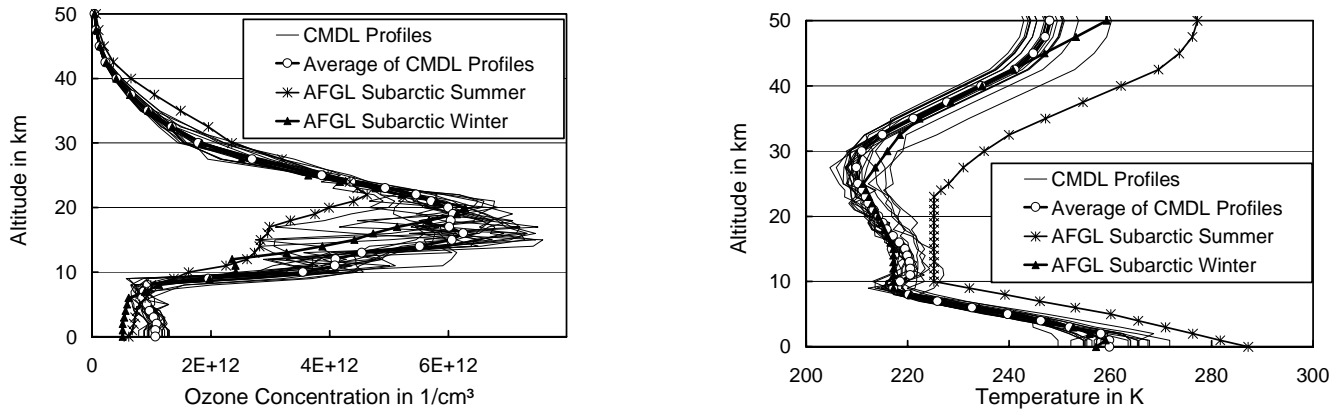 50
40
30
20
10
0
Altitude in km
0
2E+12
4E+12
6E+12
Ozone Concentration in 1/cm³
CMDL Profiles
Average of CMDL Profiles
AFGL Subarctic Summer
AFGL Subarctic Winter
50
40
30
20
10
0
Altitude in km
200
220
240
260
280
300
Temperature in K
CMDL Profiles
Average of CMDL Profiles
AFGL Subarctic Summer
AFGL Subarctic Winter